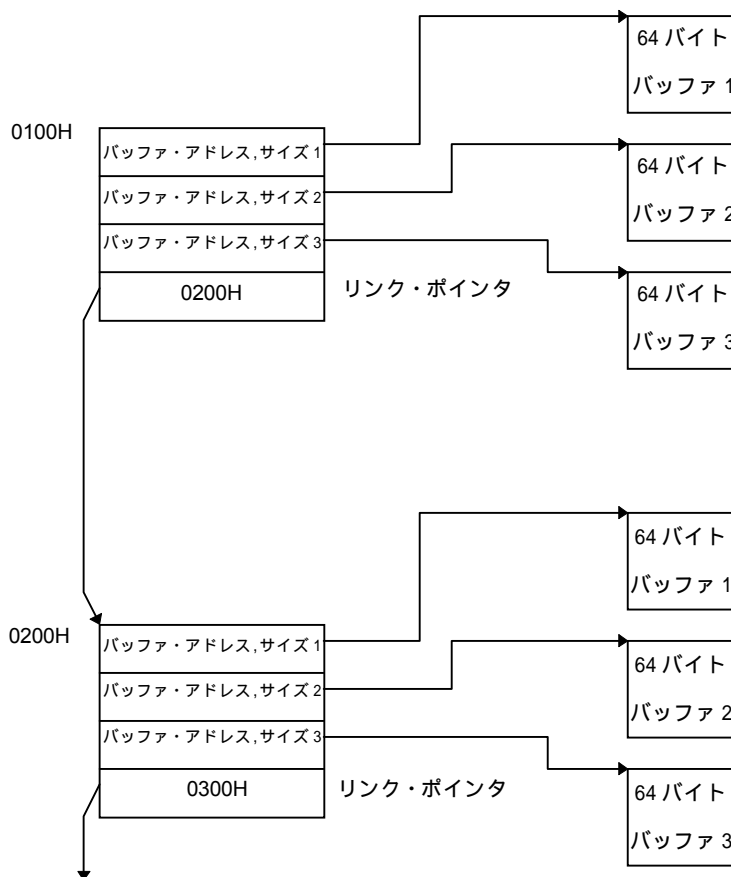 64 バイト
バッファ 1
0100H
バッファ・アドレス,サイズ 1
64 バイト
バッファ・アドレス,サイズ 2
バッファ 2
バッファ・アドレス,サイズ 3
0200H
リンク・ポインタ
64 バイト
バッファ 3
64 バイト
バッファ 1
0200H
バッファ・アドレス,サイズ 1
64 バイト
バッファ・アドレス,サイズ 2
バッファ 2
バッファ・アドレス,サイズ 3
0300H
リンク・ポインタ
64 バイト
バッファ 3